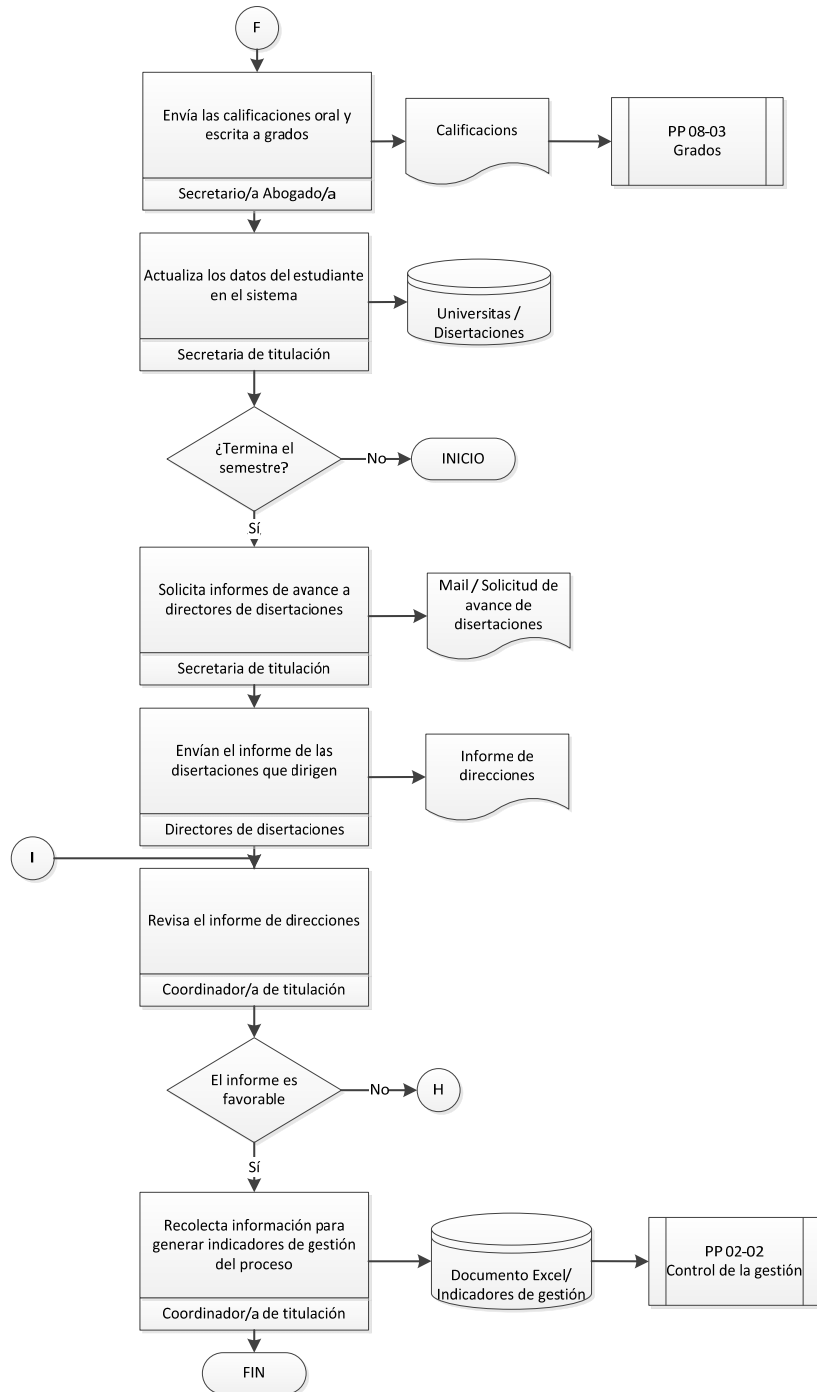 F
Envía las calificaciones oral y
escrita a grados
Secretario/a Abogado/a
Calificacions
PP 08-03
Grados
Actualiza los datos del estudiante
en el sistema
Secretaria de titulación
Universitas /
Disertaciones
¿Termina el
semestre?
No
INICIO
Sí
Solicita informes de avance a
directores de disertaciones
Secretaria de titulación
Mail / Solicitud de
avance de
disertaciones
Envían el informe de las
disertaciones que dirigen
Directores de disertaciones
Informe de
direcciones
I
Revisa el informe de direcciones
Coordinador/a de titulación
El informe es
favorable
No
H
Sí
Recolecta información para
generar indicadores de gestión
del proceso
Coordinador/a de titulación
Documento Excel/
Indicadores de gestión
PP 02-02
Control de la gestión
FIN